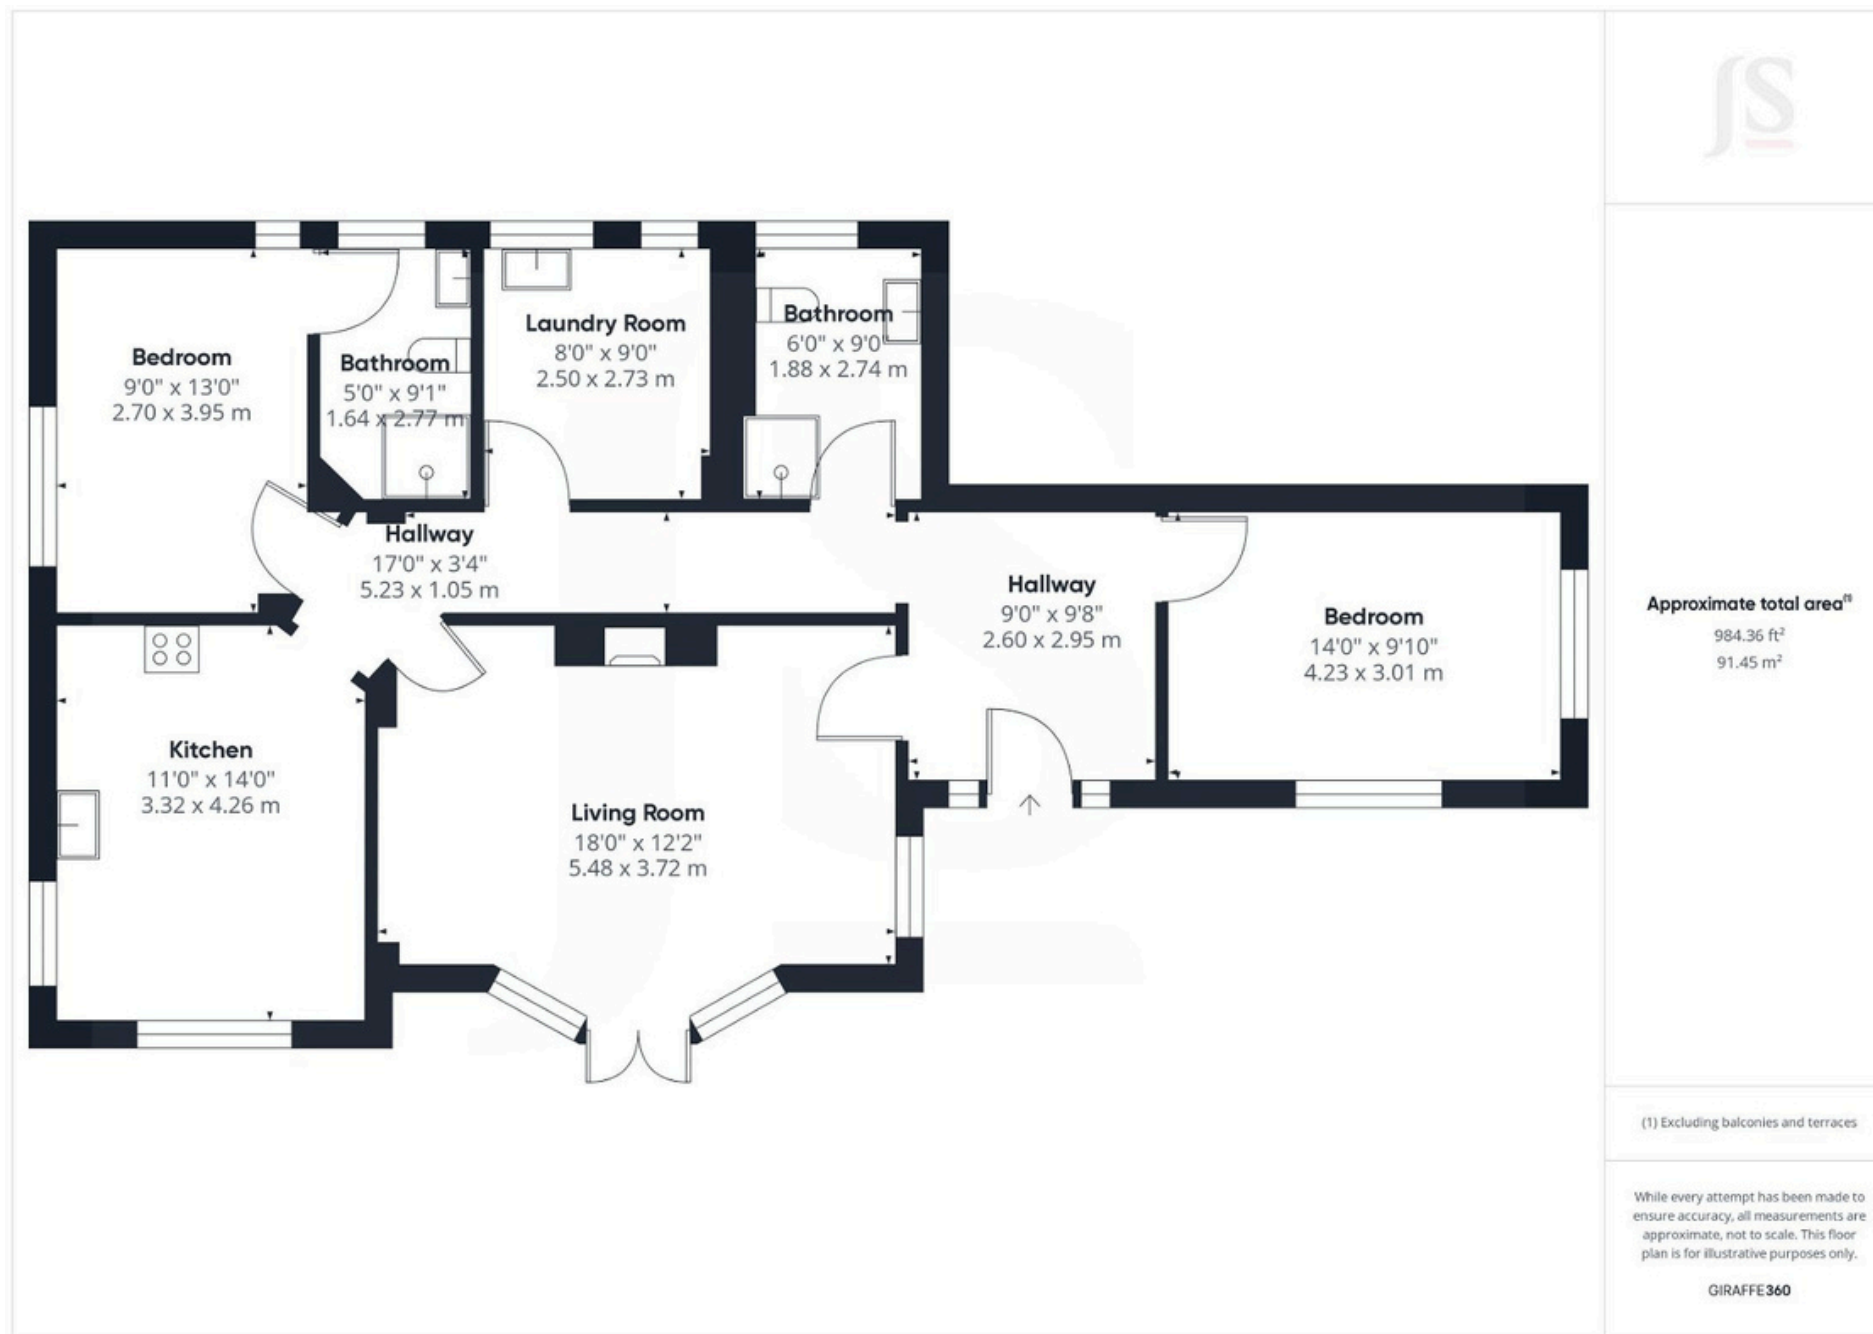 JS
Bedroom
9'0" x 13'0"
2.70 x 3.95 m
Bathroom
5'0" x 9'1"
1.64 x 2.77 m
Laundry Room
8'0" x 9'0"
2.50 x 2.73 m
Bathroom
6'0" x 9'0"
1.88 x 2.74 m
Hallway
17'0" x 3'4"
5.23 x 1.05 m
Hallway
9'0" x 9'8"
2.60 x 2.95 m
Bedroom
14'0" x 9'10"
4.23 x 3.01 m
Kitchen
11'0" x 14'0"
3.32 x 4.26 m
Living Room
18'0" x 12'2"
5.48 x 3.72 m
Approximate total area⁽¹⁾
984.36 ft²
91.45 m²
(1) Excluding balconies and terraces
While every attempt has been made to
ensure accuracy, all measurements are
approximate, not to scale. This floor
plan is for illustrative purposes only.
GIRAFFE360